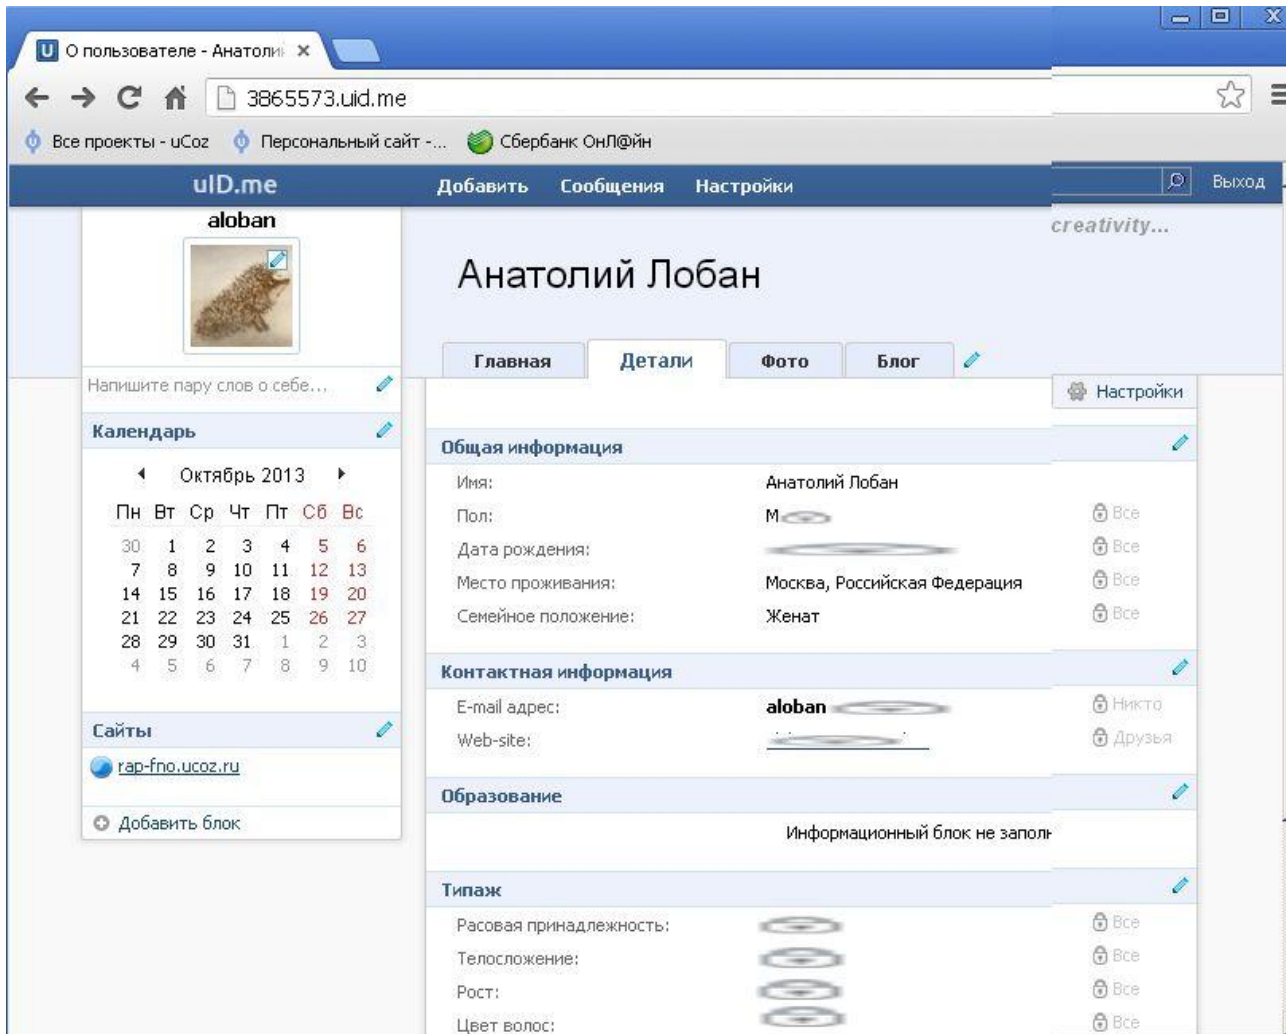 О пользователе - Анатолий
3865573.uid.me
Все проекты - uCoz Персональный сайт -... Сбербанк ОнЛ@йн
uID.me Добавить Сообщения Настройки Выход
aloban
creativity...
Анатолий Лобан
Главная Детали Фото Блог
Напишите пару слов о себе...
Настройки
Календарь
Октябрь 2013
Пн Вт Ср Чт Пт Сб Вс
30 1 2 3 4 5 6
7 8 9 10 11 12 13
14 15 16 17 18 19 20
21 22 23 24 25 26 27
28 29 30 31 1 2 3
4 5 6 7 8 9 10
Сайты
rap-fno.ucoz.ru
Добавить блок
Общая информация
Имя: Анатолий Лобан
Пол: М Все
Дата рождения: Все
Место проживания: Москва, Российская Федерация Все
Семейное положение: Женат Все
Контактная информация
E-mail адрес: aloban Никто
Web-site: Друзья
Образование
Информационный блок не заполн
Типаж
Расовая принадлежность: Все
Телосложение: Все
Рост: Все
Цвет волос: Все